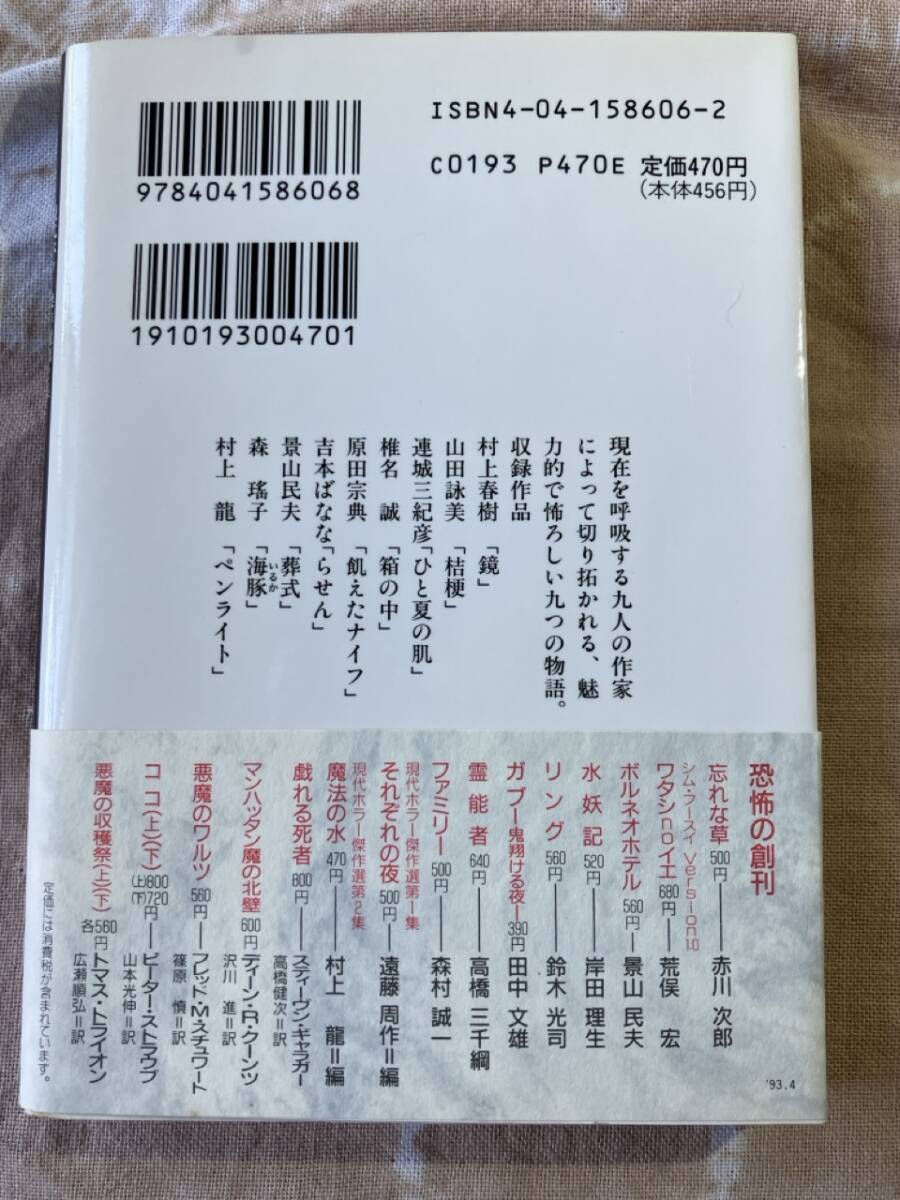 ISBN4-04-158606-2
C0193 P470E 定価470円
(本体456円)
9784041586068
1910193004701
現在を呼吸する九人の作家
によって切り拓かれる、魅
力的で怖ろしい九つの物語。
収録作品
村上春樹「鏡」
山田詠美「桔梗」
連城三紀彦「ひと夏の肌」
椎名 誠「箱の中」
原田宗典「飢えたナイフ」
吉本ばなな「らせん」
景山民夫「葬式」
森 瑤子「海豚」
いるか
村上 龍「ペンライト」
恐怖の創刊
忘れな草 500円 ── 赤川 次郎
シム・フースイ Version1.0
ワタシnoイエ 680円 ── 荒俣 宏
ボルネオホテル 560円 ── 景山 民夫
水妖記 520円 ── 岸田 理生
リング 560円 ── 鈴木 光司
ガブ─鬼翔ける夜─ 390円 田中 文雄
霊能者 640円 ── 高橋 三千綱
ファミリー 500円 ── 森村 誠一
現代ホラー傑作選第1集
それぞれの夜 500円 ── 遠藤 周作=編
現代ホラー傑作選第2集
魔法の水 470円 ── 村上 龍=編
戯れる死者 800円 ── スティーヴン・ギャラガー
高橋健次=訳
マンハッタン魔の北壁 600円 ── ディーン・R・クーンツ
沢川 進=訳
悪魔のワルツ 560円 ── フレッド・M・スチュワート
篠原 慎=訳
ココ(上)(下) (上)800(下)720円 ── ピーター・ストラウブ
山本光伸=訳
悪魔の収穫祭(上)(下) 各560円 トマス・トライオン
広瀬順弘=訳
定価には消費税が含まれています。
'93.4